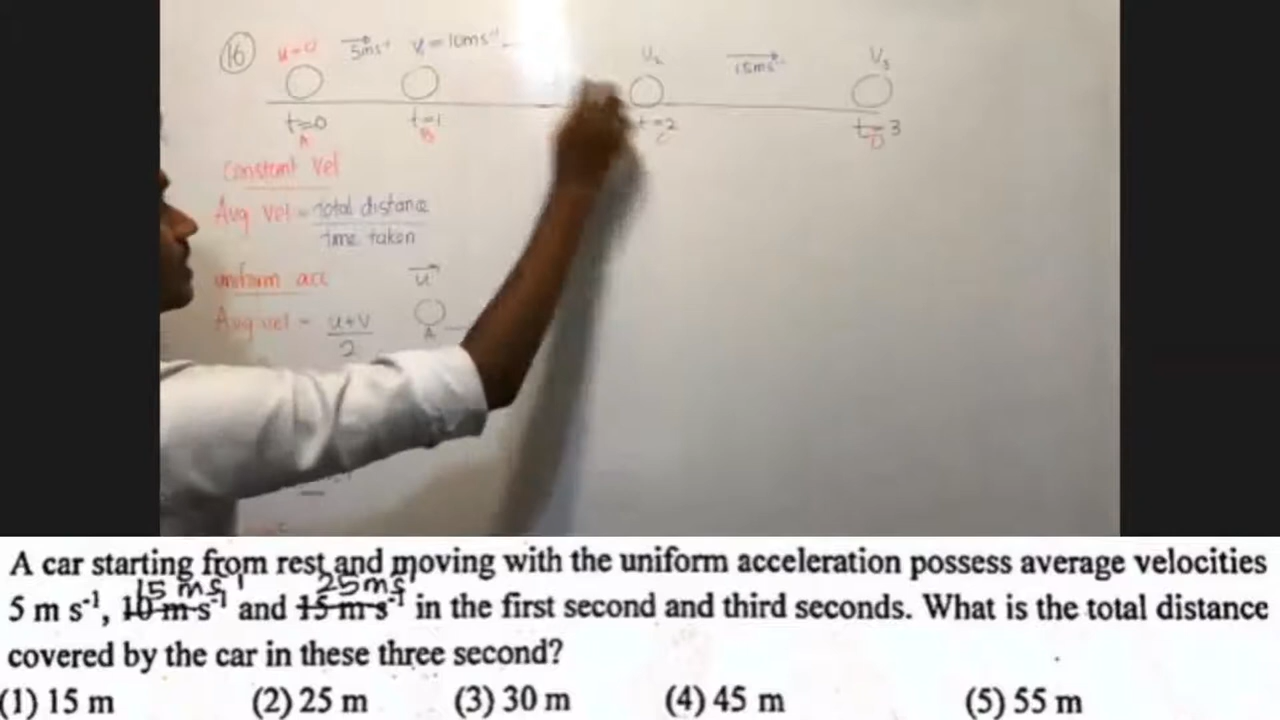 16 u=0 5ms⁻¹ V₁=10ms⁻¹ V₂ 15ms⁻¹ V₃
t=0 t=1 t=2 t=3
A B C D
Constant Vel
Avg Vel = total distance
time taken
uniform acc u
Avg vel = u+v
2
A
15 ms⁻¹ 25ms⁻¹
A car starting from rest and moving with the uniform acceleration possess average velocities
5 m s⁻¹, 10 m s⁻¹ and 15 m s⁻¹ in the first second and third seconds. What is the total distance
covered by the car in these three second?
(1) 15 m (2) 25 m (3) 30 m (4) 45 m (5) 55 m